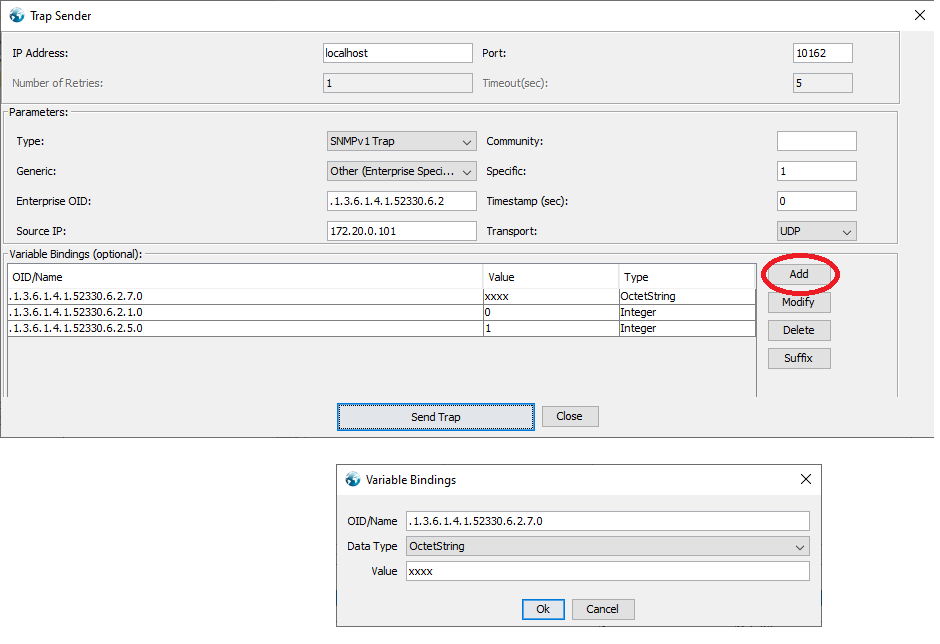 Trap Sender
IP Address: localhost Port: 10162
Number of Retries: 1 Timeout(sec): 5
Parameters:
Type: SNMPv1 Trap Community:
Generic: Other (Enterprise Speci... Specific: 1
Enterprise OID: .1.3.6.1.4.1.52330.6.2 Timestamp (sec): 0
Source IP: 172.20.0.101 Transport: UDP
Variable Bindings (optional):
OID/Name Value Type Add
.1.3.6.1.4.1.52330.6.2.7.0 xxxx OctetString
.1.3.6.1.4.1.52330.6.2.1.0 0 Integer Modify
.1.3.6.1.4.1.52330.6.2.5.0 1 Integer Delete
Suffix
Send Trap Close
Variable Bindings
OID/Name .1.3.6.1.4.1.52330.6.2.7.0
Data Type OctetString
Value xxxx
Ok Cancel